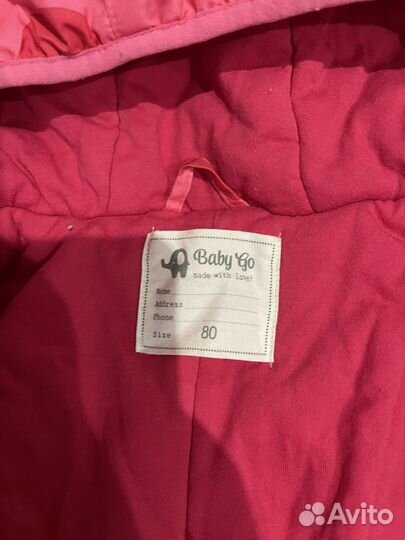 Baby Go
made with love!
Name
Address
Phone
Size 80
Avito